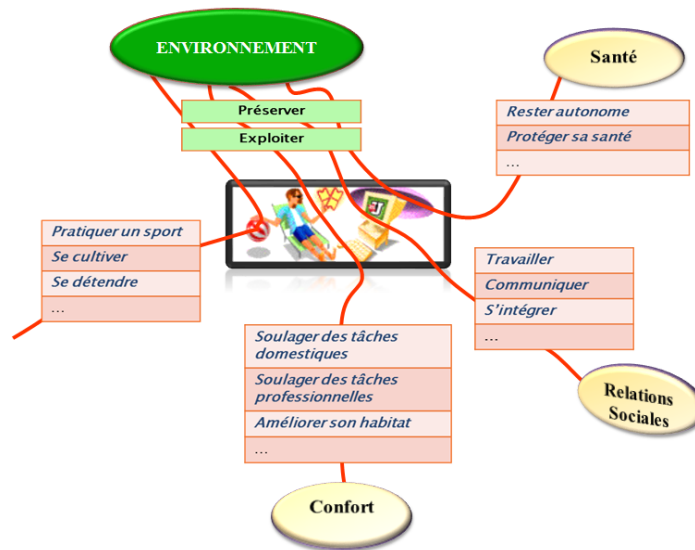 ENVIRONNEMENT
Préserver
Exploiter
Santé
Rester autonome
Protéger sa santé
...
Pratiquer un sport
Se cultiver
Se détendre
...
Travailler
Communiquer
S'intégrer
...
Soulager des tâches
domestiques
Soulager des tâches
professionnelles
Améliorer son habitat
...
Relations
Sociales
Confort